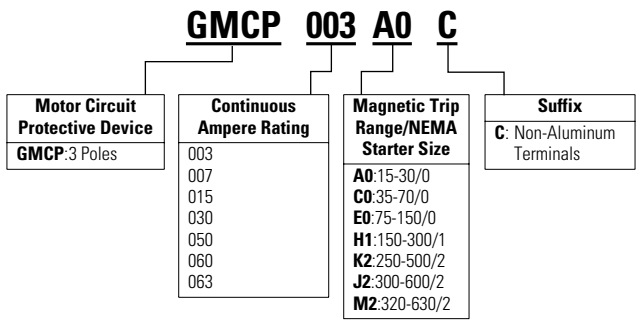 GMCP 003 A0 C
Motor Circuit
Protective Device
GMCP:3 Poles
Continuous
Ampere Rating
003
007
015
030
050
060
063
Magnetic Trip
Range/NEMA
Starter Size
A0:15-30/0
C0:35-70/0
E0:75-150/0
H1:150-300/1
K2:250-500/2
J2:300-600/2
M2:320-630/2
Suffix
C: Non-Aluminum
Terminals